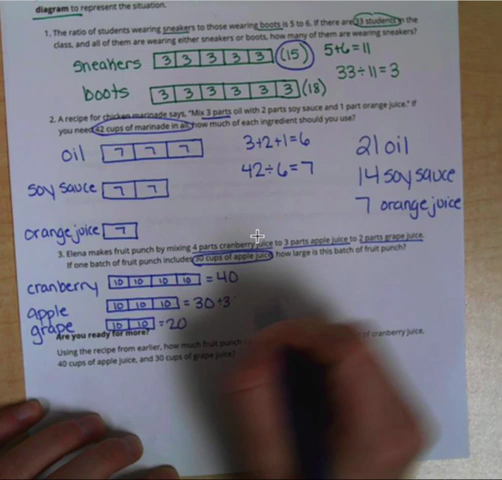 diagram to represent the situation.
1. The ratio of students wearing sneakers to those wearing boots is 5 to 6. If there are 33 students in the
class, and all of them are wearing either sneakers or boots, how many of them are wearing sneakers?
sneakers 3 3 3 3 3 (15) 5+6=11
33÷11=3
boots 3 3 3 3 3 3 (18)
2. A recipe for chicken marinade says, "Mix 3 parts oil with 2 parts soy sauce and 1 part orange juice." If
you need 42 cups of marinade in all, how much of each ingredient should you use?
oil 7 7 7 3+2+1=6 21 oil
soy sauce 7 7 42÷6=7 14 soy sauce
orange juice 7 7 orange juice
3. Elena makes fruit punch by mixing 4 parts cranberry juice to 3 parts apple juice to 2 parts grape juice.
If one batch of fruit punch includes 30 cups of apple juice, how large is this batch of fruit punch?
cranberry 10 10 10 10 = 40
apple 10 10 10 = 30÷3
grape 10 10 = 20
Are you ready for more?
Using the recipe from earlier, how much fruit punch of cranberry juice,
40 cups of apple juice, and 30 cups of grape juice?